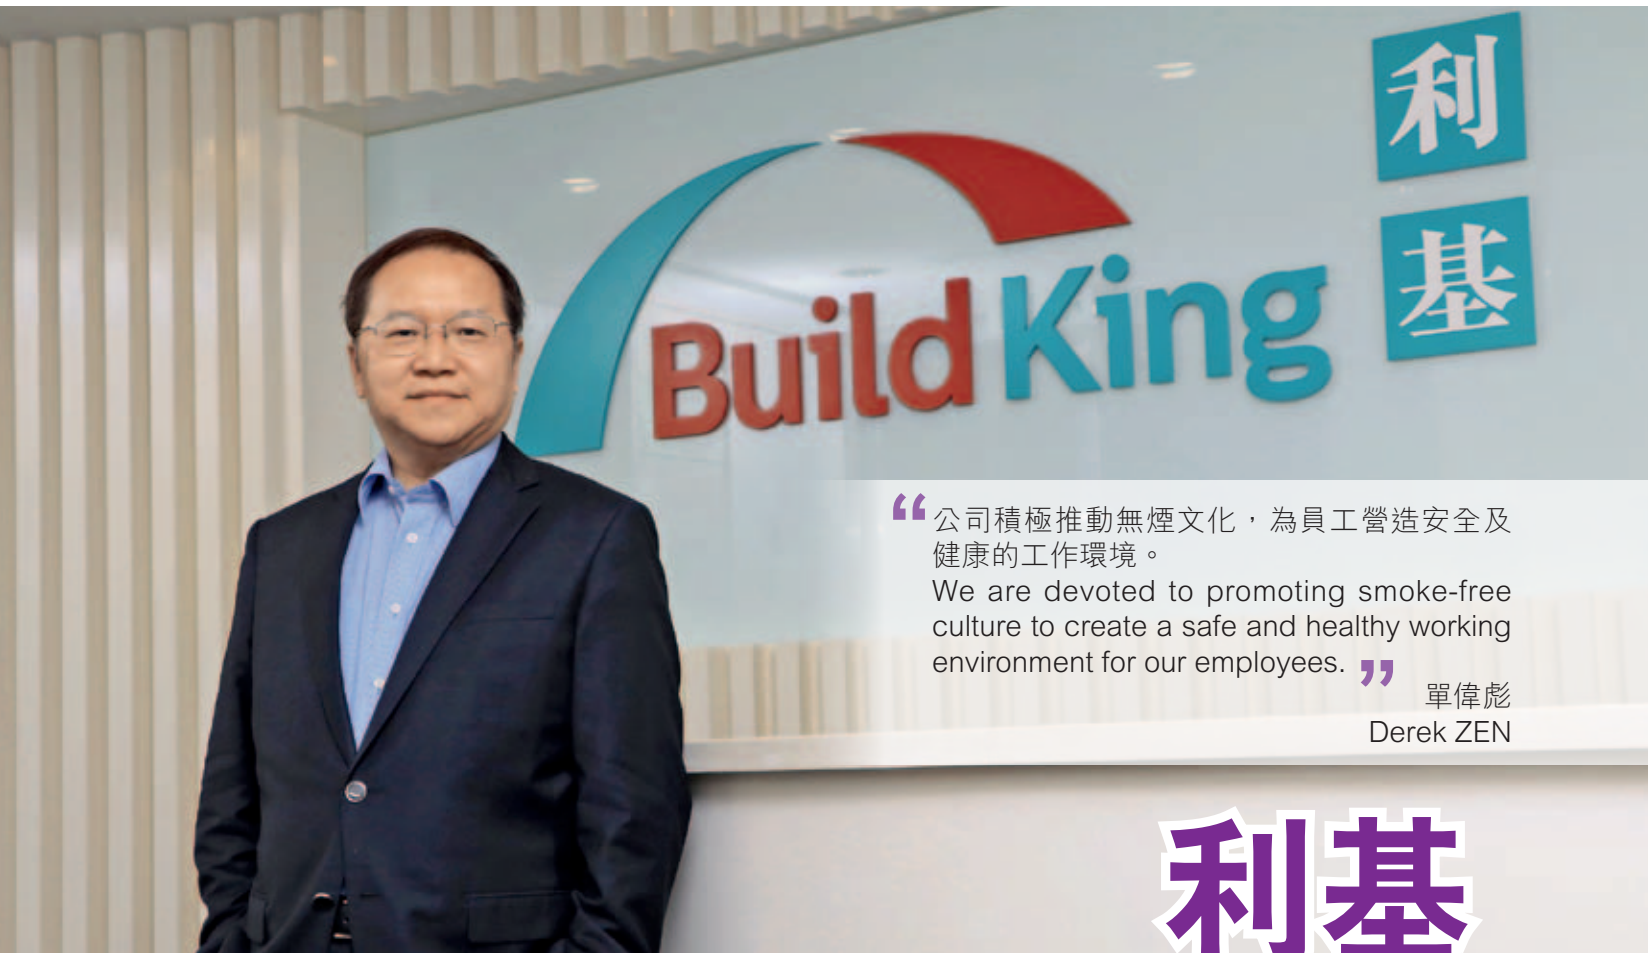 利
基
Build King
“公司積極推動無煙文化，為員工營造安全及
健康的工作環境。
We are devoted to promoting smoke-free
culture to create a safe and healthy working
environment for our employees.”
單偉彪
Derek ZEN
利基